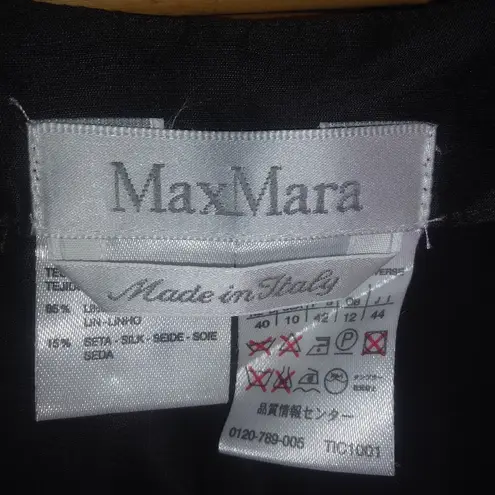 MaxMara
Made in Italy
85%
LIN-LINHO
15% SETA - SILK - SEIDE - SOIE
SEDA
40 10 42 12 44
P
品質情報センター
0120-789-005 TIC1001